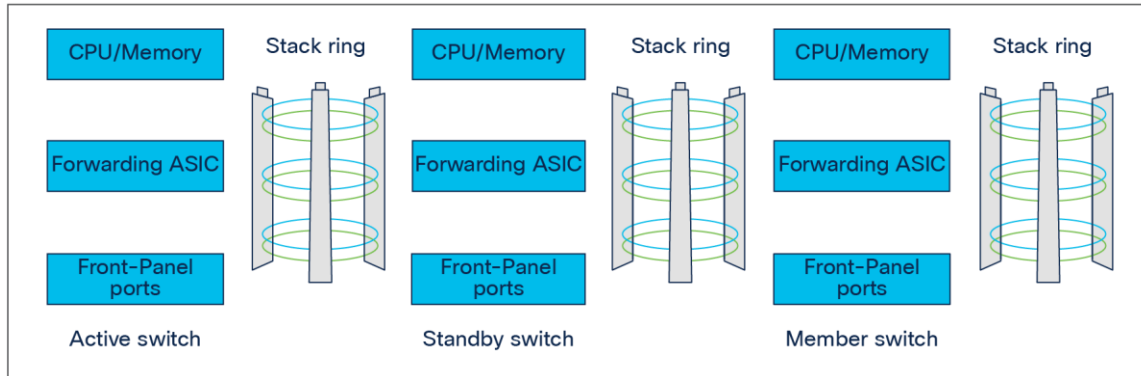 CPU/Memory
Stack ring
CPU/Memory
Stack ring
CPU/Memory
Stack ring
Forwarding ASIC
Forwarding ASIC
Forwarding ASIC
Front-Panel
ports
Front-Panel
ports
Front-Panel
ports
Active switch
Standby switch
Member switch